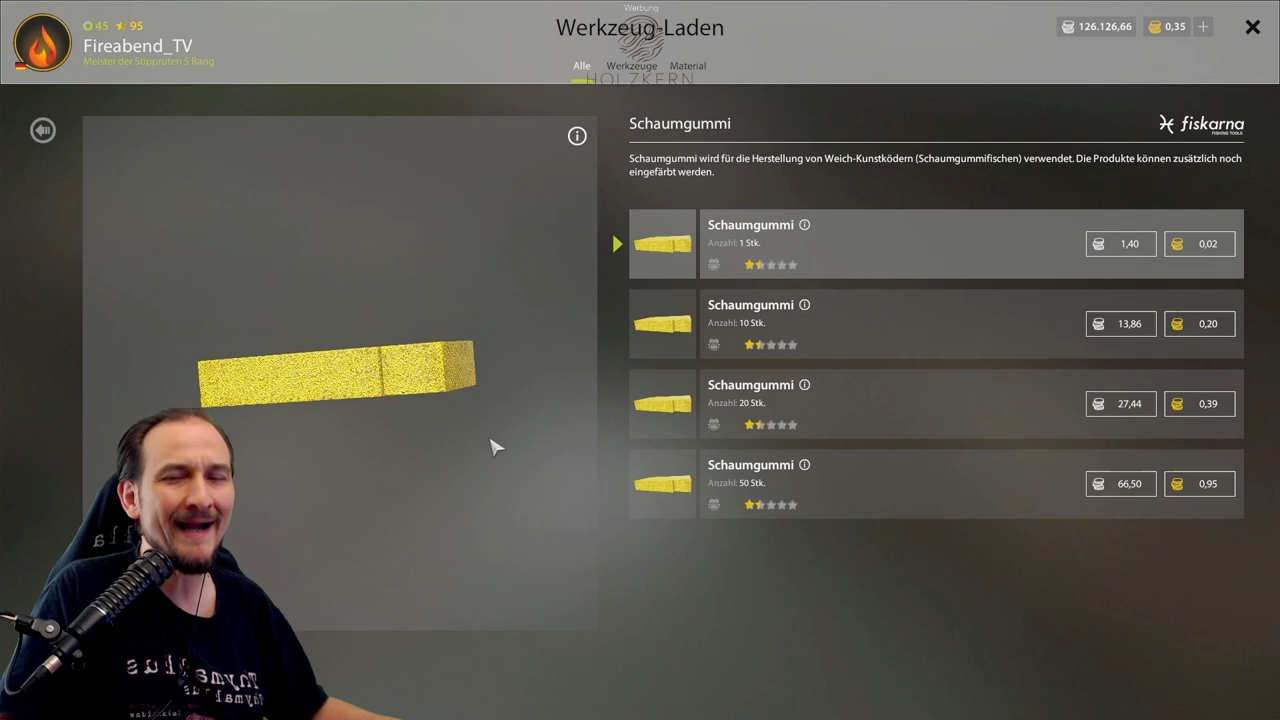 Werbung
45 95
Fireabend_TV
Meister der Stippruten 5 Rang
Werkzeug-Laden
126.126,66
0,35
Alle Werkzeuge Material
HOLZKERN
Schaumgummi
fiskarna
FISHING TOOLS
Schaumgummi wird für die Herstellung von Weich-Kunstködern (Schaumgummifischen) verwendet. Die Produkte können zusätzlich noch
eingefärbt werden.
Schaumgummi
Anzahl: 1 Stk.
1,40
0,02
Schaumgummi
Anzahl: 10 Stk.
13,86
0,20
Schaumgummi
Anzahl: 20 Stk.
27,44
0,39
Schaumgummi
Anzahl: 50 Stk.
66,50
0,95